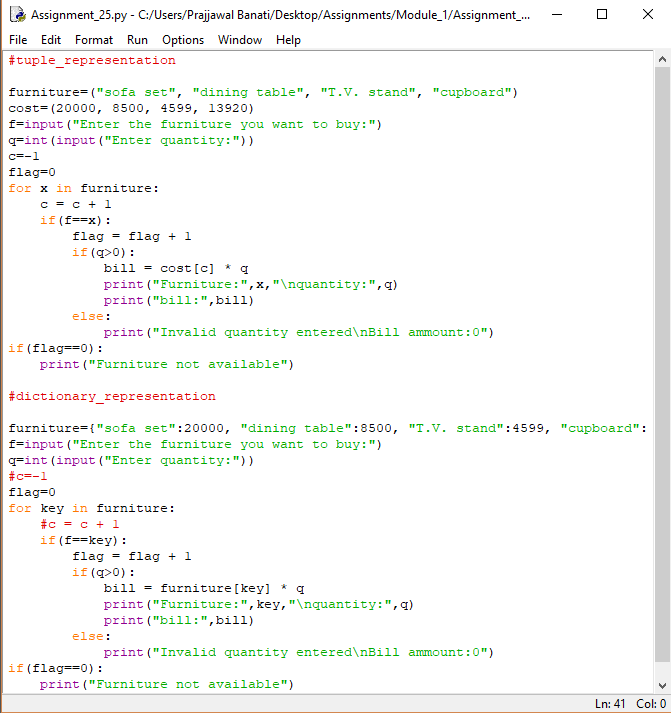 Assignment_25.py - C:/Users/Prajjawal Banati/Desktop/Assignments/Module_1/Assignment_...
File Edit Format Run Options Window Help
#tuple_representation
furniture=("sofa set", "dining table", "T.V. stand", "cupboard")
cost=(20000, 8500, 4599, 13920)
f=input("Enter the furniture you want to buy:")
q=int(input("Enter quantity:"))
c=-1
flag=0
for x in furniture:
    c = c + 1
    if(f==x):
        flag = flag + 1
        if(q>0):
            bill = cost[c] * q
            print("Furniture:",x,"\nquantity:",q)
            print("bill:",bill)
        else:
            print("Invalid quantity entered\nBill ammount:0")
if(flag==0):
    print("Furniture not available")
#dictionary_representation
furniture={"sofa set":20000, "dining table":8500, "T.V. stand":4599, "cupboard":
f=input("Enter the furniture you want to buy:")
q=int(input("Enter quantity:"))
#c=-1
flag=0
for key in furniture:
    #c = c + 1
    if(f==key):
        flag = flag + 1
        if(q>0):
            bill = furniture[key] * q
            print("Furniture:",key,"\nquantity:",q)
            print("bill:",bill)
        else:
            print("Invalid quantity entered\nBill ammount:0")
if(flag==0):
    print("Furniture not available")
Ln: 41 Col: 0